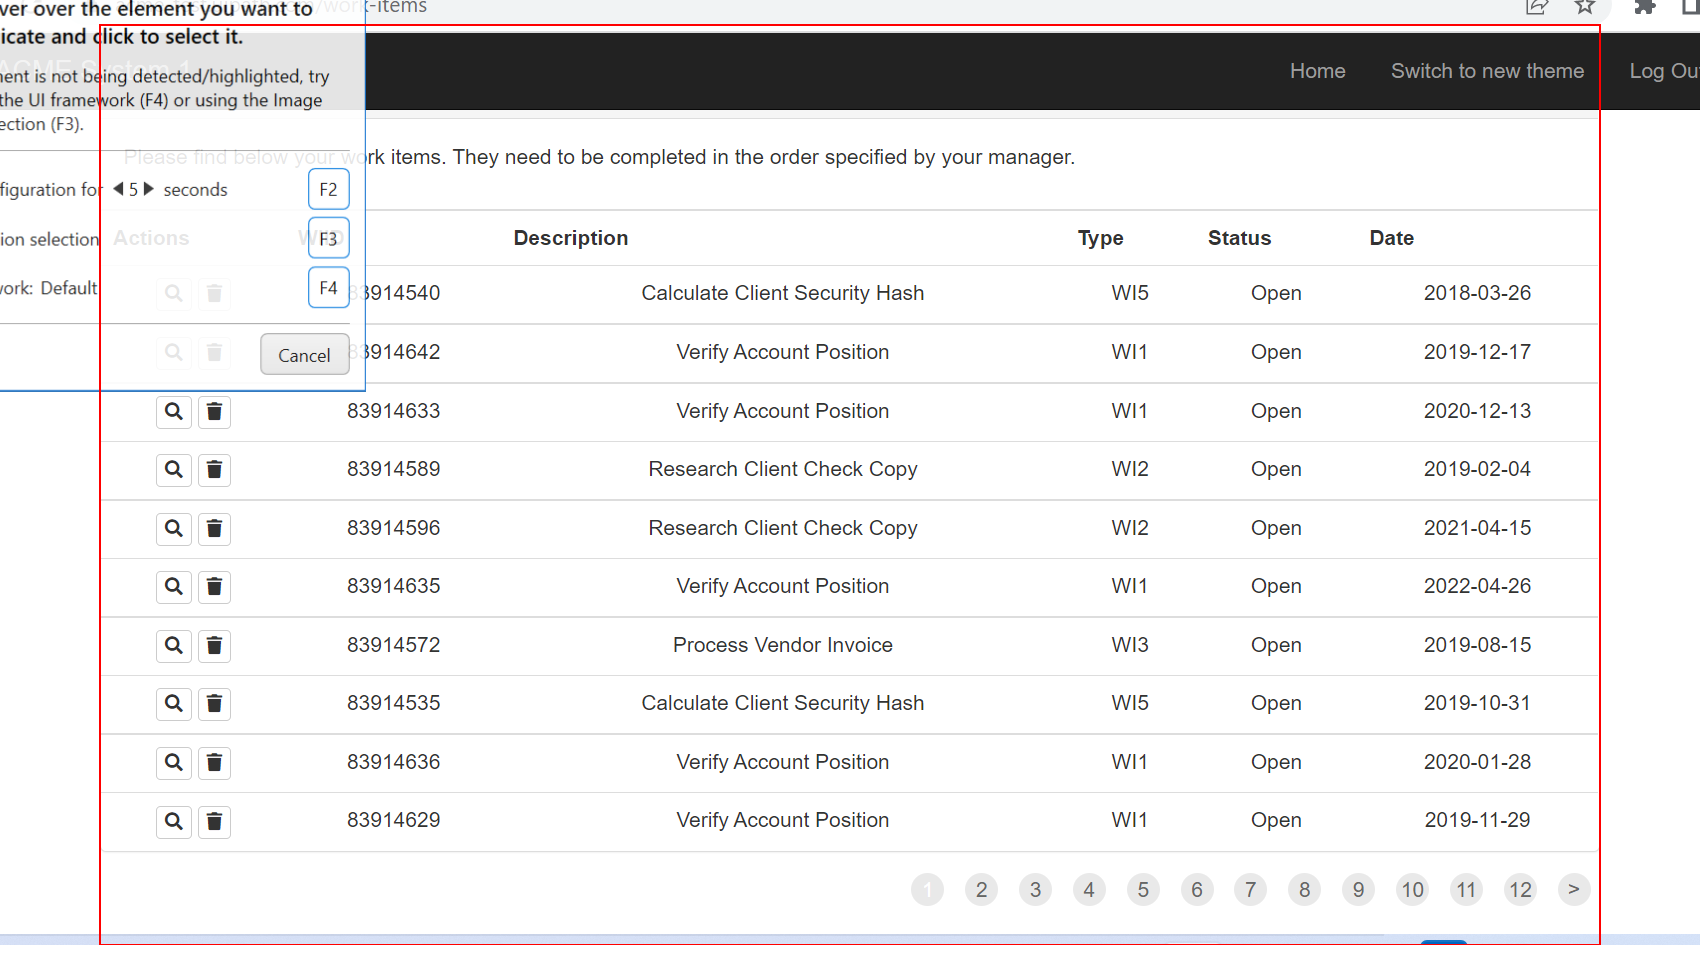 ver over the element you want to
icate and click to select it.
nent is not being detected/highlighted, try
the UI framework (F4) or using the Image
ection (F3).
figuration for 5 seconds F2
ion selection F3
work: Default F4
Cancel
work-items
ACME System 1
Home Switch to new theme Log Ou
Please find below your work items. They need to be completed in the order specified by your manager.
Actions WIID Description Type Status Date
83914540 Calculate Client Security Hash WI5 Open 2018-03-26
83914642 Verify Account Position WI1 Open 2019-12-17
83914633 Verify Account Position WI1 Open 2020-12-13
83914589 Research Client Check Copy WI2 Open 2019-02-04
83914596 Research Client Check Copy WI2 Open 2021-04-15
83914635 Verify Account Position WI1 Open 2022-04-26
83914572 Process Vendor Invoice WI3 Open 2019-08-15
83914535 Calculate Client Security Hash WI5 Open 2019-10-31
83914636 Verify Account Position WI1 Open 2020-01-28
83914629 Verify Account Position WI1 Open 2019-11-29
1 2 3 4 5 6 7 8 9 10 11 12 >